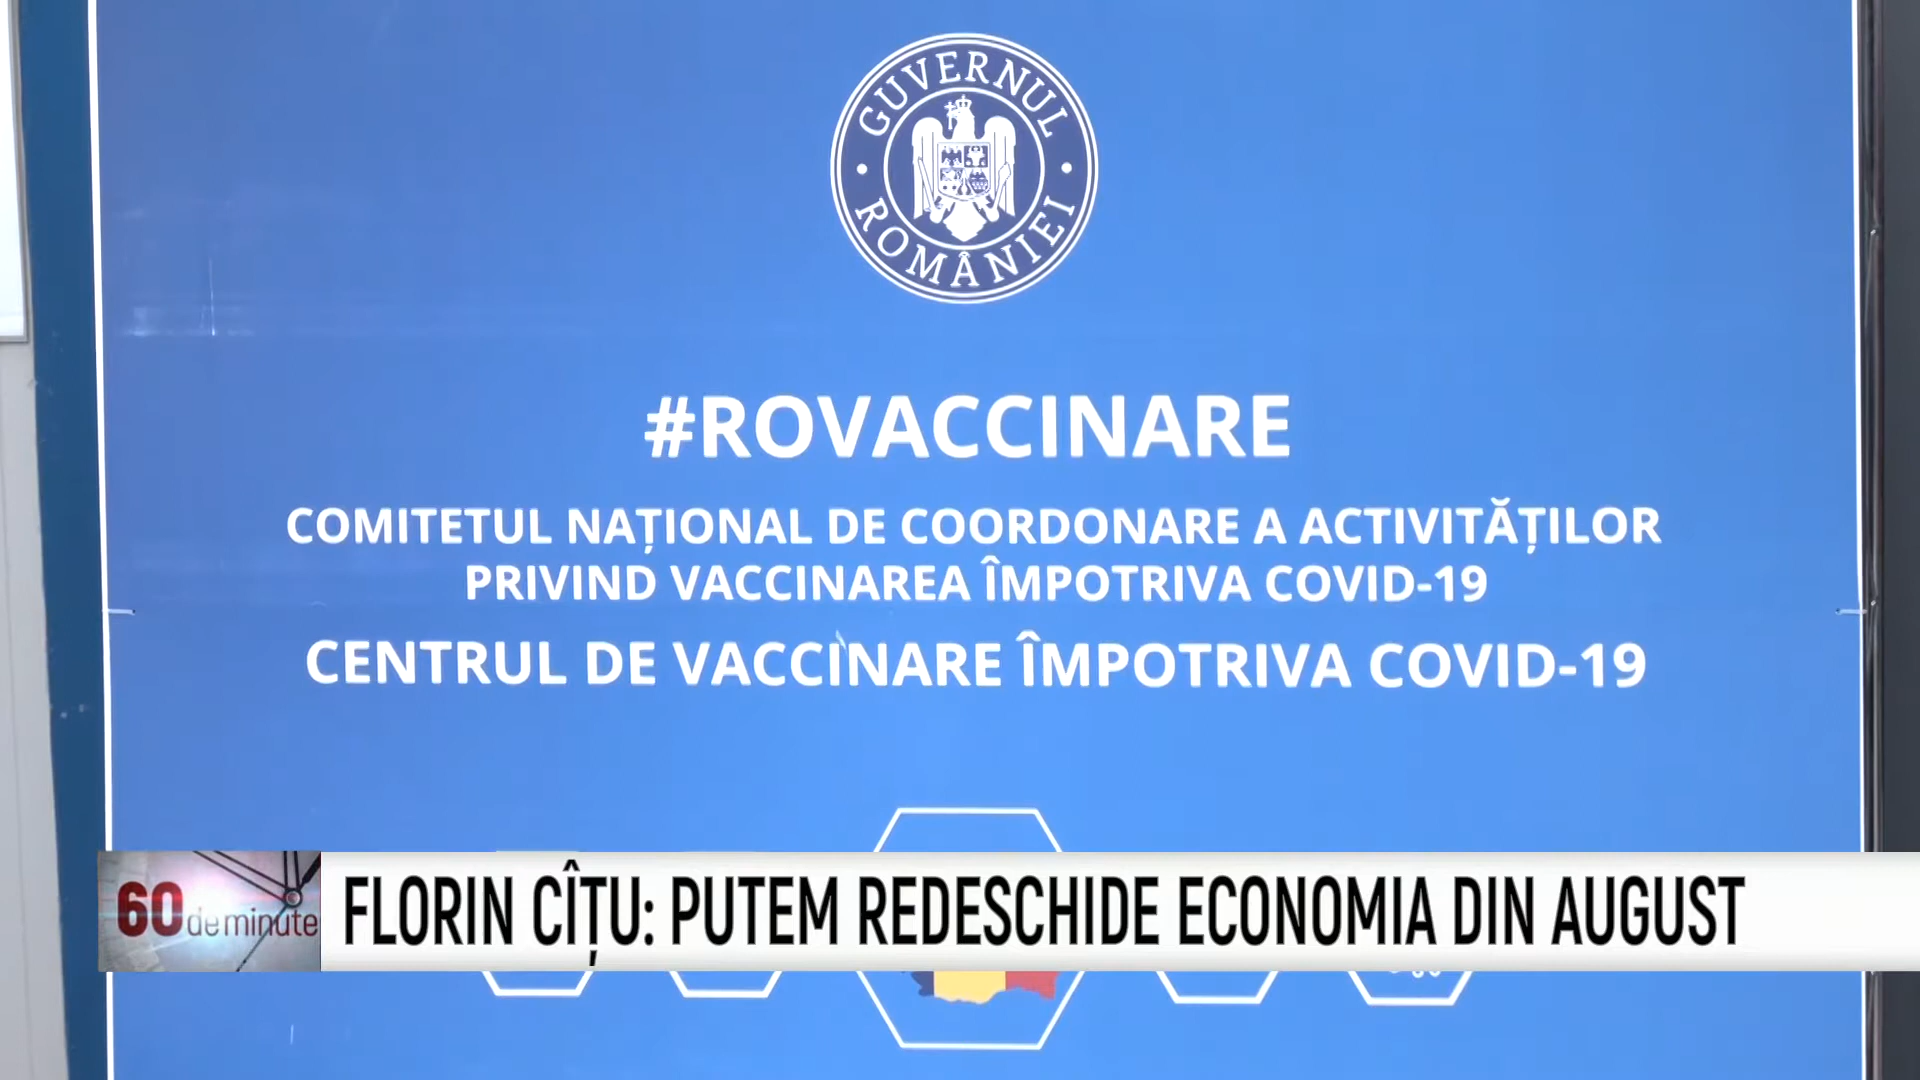 GUVERNUL
ROMÂNIEI
#ROVACCINARE
COMITETUL NAȚIONAL DE COORDONARE A ACTIVITĂȚILOR
PRIVIND VACCINAREA ÎMPOTRIVA COVID-19
CENTRUL DE VACCINARE ÎMPOTRIVA COVID-19
60 de minute
FLORIN CÎȚU: PUTEM REDESCHIDE ECONOMIA DIN AUGUST